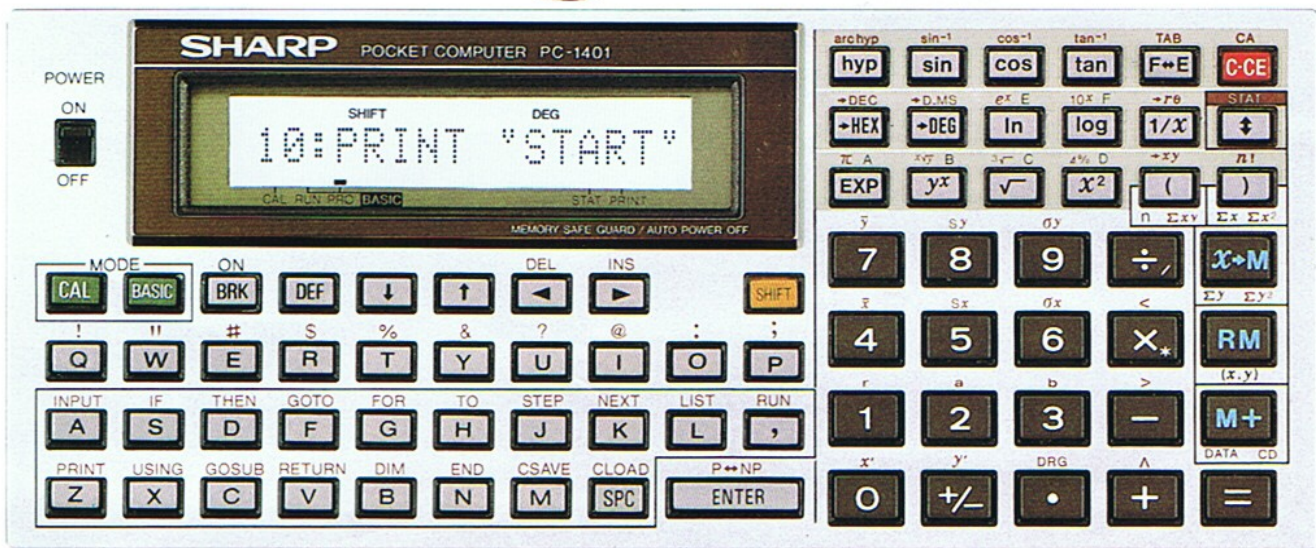 SHARP POCKET COMPUTER PC-1401
POWER
ON
OFF
SHIFT DEG
10:PRINT "START"
CAL RUN PRO BASIC STAT PRINT
MEMORY SAFE GUARD / AUTO POWER OFF
MODE ON DEL INS
CAL BASIC BRK DEF ↓ ↑ ◄ ► SHIFT
! " # $ % & ? @ : ;
Q W E R T Y U I O P
INPUT IF THEN GOTO FOR TO STEP NEXT LIST RUN
A S D F G H J K L ,
PRINT USING GOSUB RETURN DIM END CSAVE CLOAD P↔NP
Z X C V B N M SPC ENTER
archyp sin⁻¹ cos⁻¹ tan⁻¹ TAB CA
hyp sin cos tan F↔E C·CE
→DEC →D.MS eˣ E 10ˣ F →rθ STAT
→HEX →DEG ln log 1/x ↕
π A ˣ√y B ³√ C Δ% D →xy n!
EXP yˣ √ x² ( )
n Σxy Σx Σx²
ȳ Sy σy
7 8 9 ÷ / x→M
Σy Σy²
x̄ Sx σx <
4 5 6 × * RM
(x,y)
r a b >
1 2 3 − M+
DATA CD
x′ y′ DRG ∧
0 +/− • + =